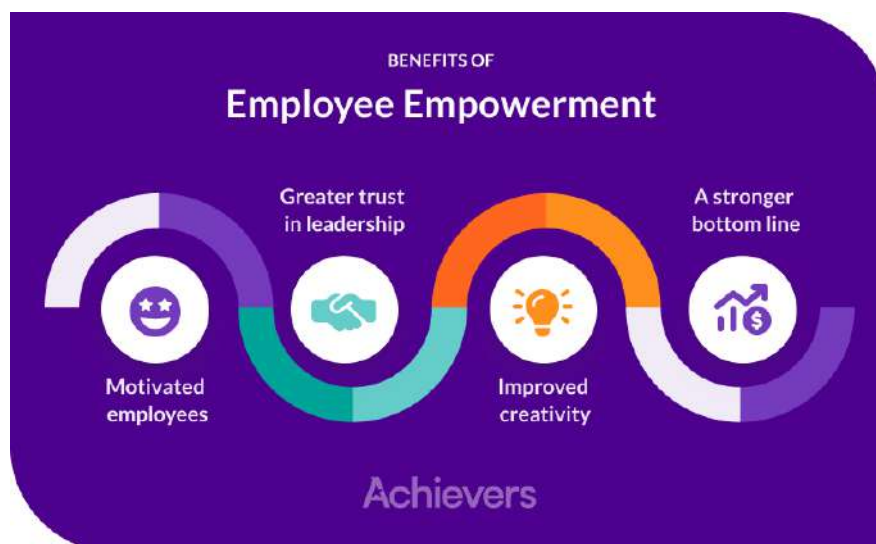 BENEFITS OF
Employee Empowerment
Motivated
employees
Greater trust
in leadership
Improved
creativity
A stronger
bottom line
$
Achievers